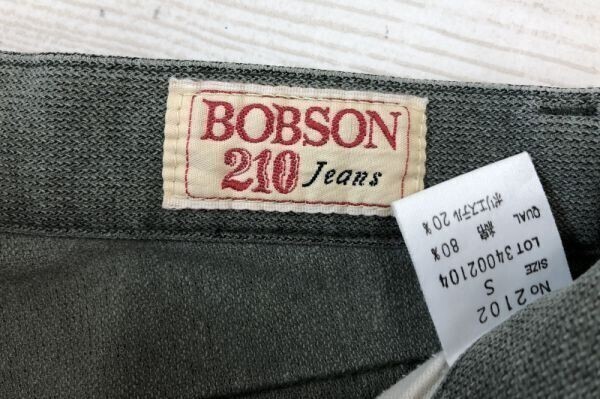 BOBSON
210 Jeans
No 2102
SIZE S
LOT 34002104
QUAL
綿 80%
ポリエステル 20%